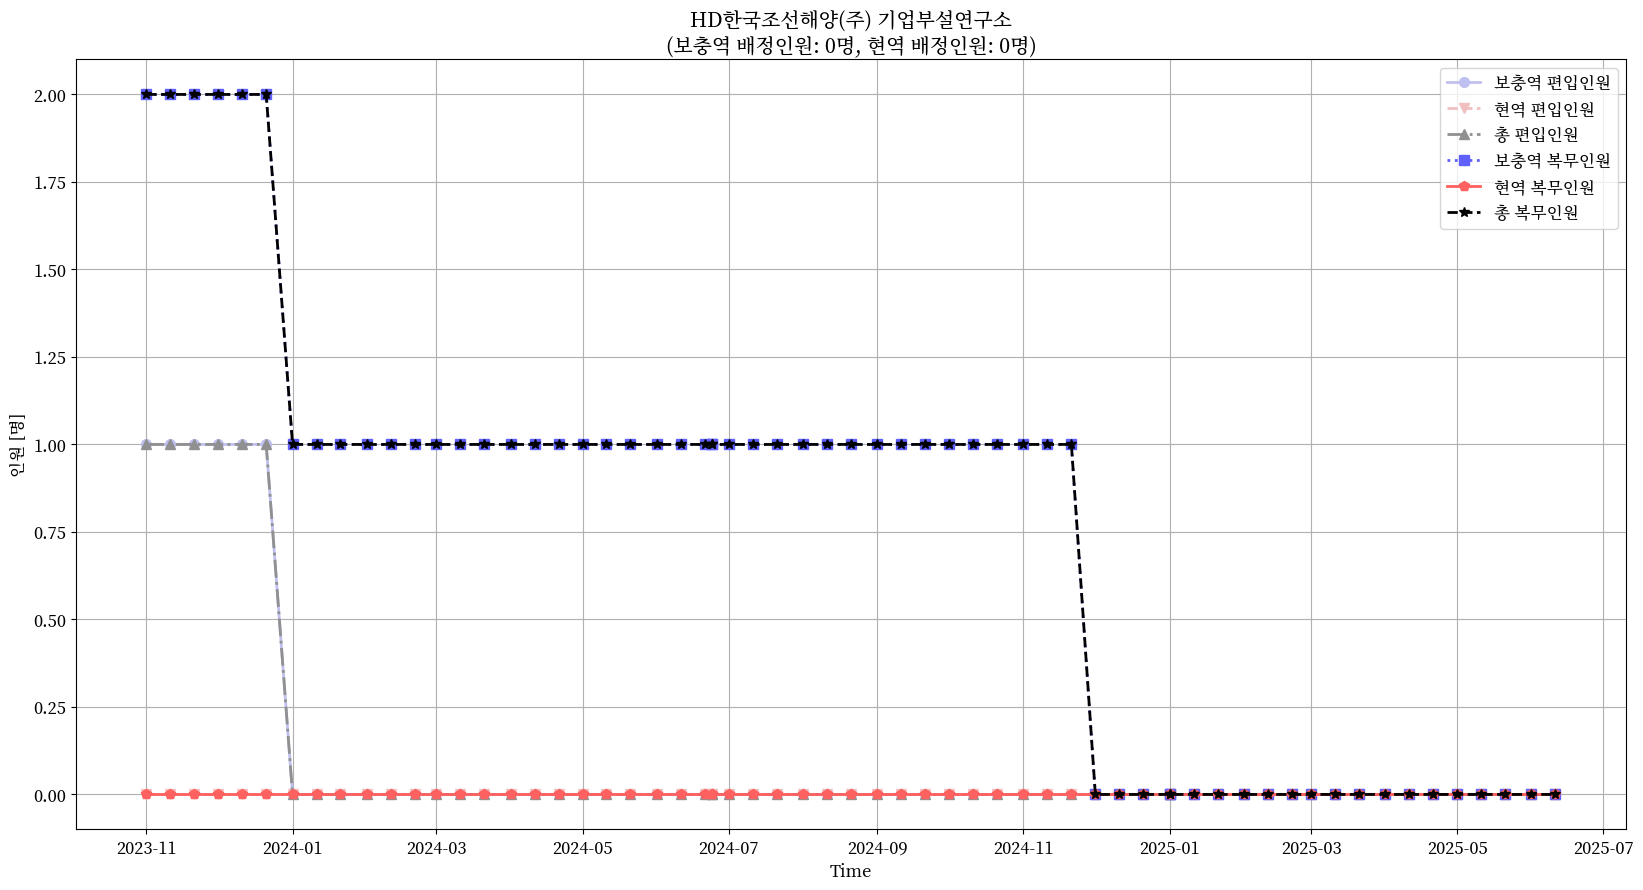 HD한국조선해양(주) 기업부설연구소
(보충역 배정인원: 0명, 현역 배정인원: 0명)
보충역 편입인원
현역 편입인원
총 편입인원
보충역 복무인원
현역 복무인원
총 복무인원
인원 [명]
2.00
1.75
1.50
1.25
1.00
0.75
0.50
0.25
0.00
2023-11
2024-01
2024-03
2024-05
2024-07
2024-09
2024-11
2025-01
2025-03
2025-05
2025-07
Time